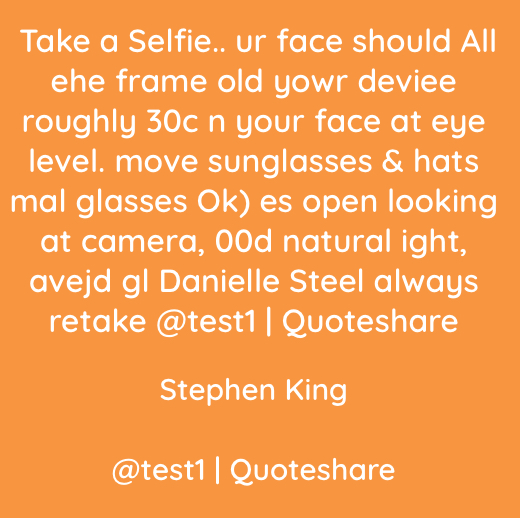 Take a Selfie.. ur face should All
ehe frame old yowr deviee
roughly 30c n your face at eye
level. move sunglasses & hats
mal glasses Ok) es open looking
at camera, 00d natural ight,
avejd gl Danielle Steel always
retake @test1 | Quoteshare
Stephen King
@test1 | Quoteshare